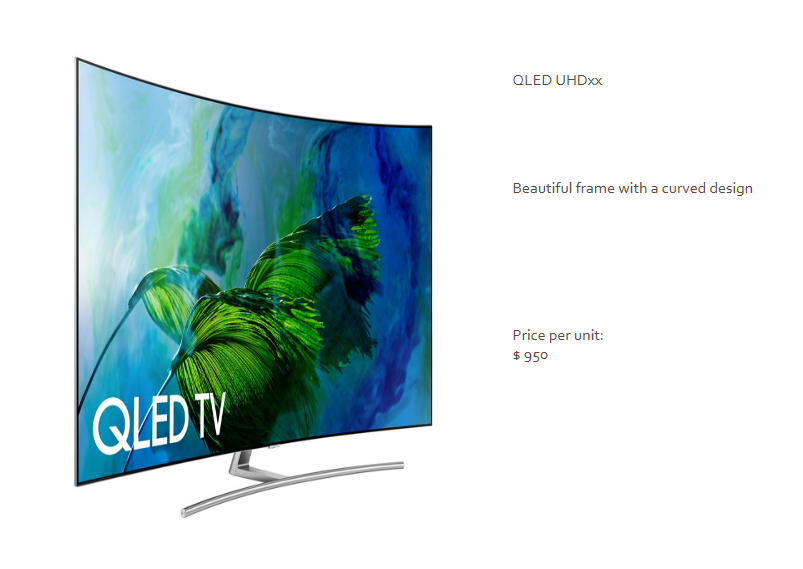 QLED UHDxx
Beautiful frame with a curved design
Price per unit:
$ 950
QLED TV